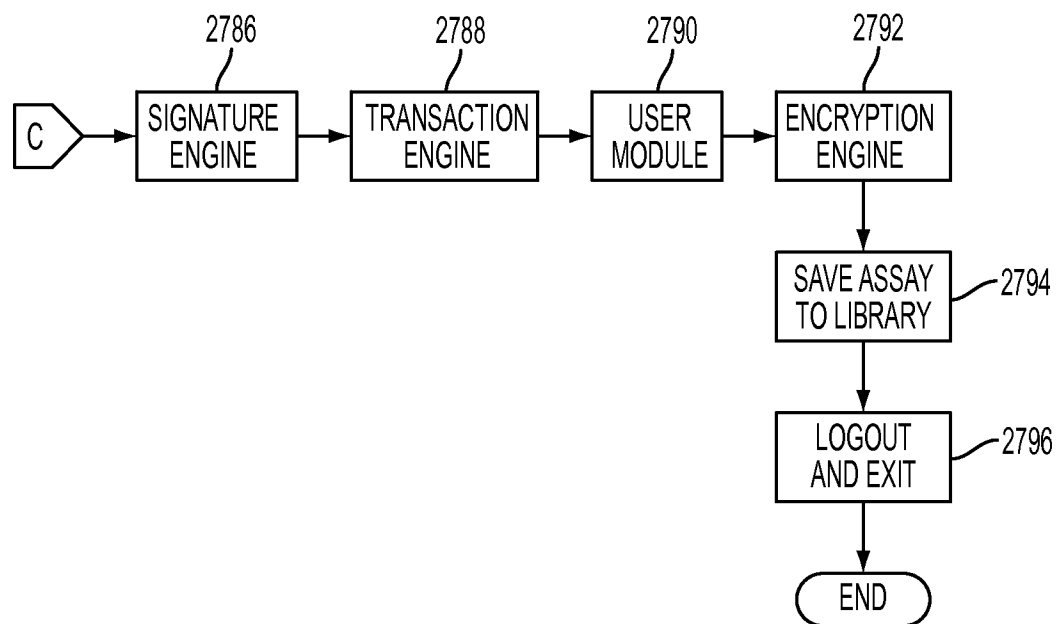 2786
2788
2790
2792
C
SIGNATURE
ENGINE
TRANSACTION
ENGINE
USER
MODULE
ENCRYPTION
ENGINE
SAVE ASSAY
TO LIBRARY
2794
LOGOUT
AND EXIT
2796
END